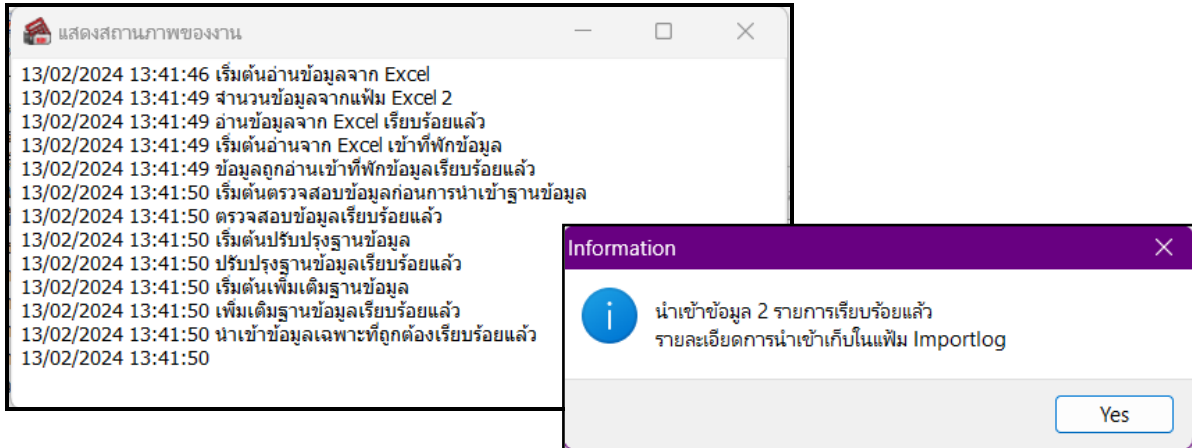 แสดงสถานภาพของงาน
13/02/2024 13:41:46 เริ่มต้นอ่านข้อมูลจาก Excel
13/02/2024 13:41:49 จำนวนข้อมูลจากแฟ้ม Excel 2
13/02/2024 13:41:49 อ่านข้อมูลจาก Excel เรียบร้อยแล้ว
13/02/2024 13:41:49 เริ่มต้นอ่านจาก Excel เข้าที่พักข้อมูล
13/02/2024 13:41:49 ข้อมูลถูกอ่านเข้าที่พักข้อมูลเรียบร้อยแล้ว
13/02/2024 13:41:50 เริ่มต้นตรวจสอบข้อมูลก่อนการนำเข้าฐานข้อมูล
13/02/2024 13:41:50 ตรวจสอบข้อมูลเรียบร้อยแล้ว
13/02/2024 13:41:50 เริ่มต้นปรับปรุงฐานข้อมูล
13/02/2024 13:41:50 ปรับปรุงฐานข้อมูลเรียบร้อยแล้ว
13/02/2024 13:41:50 เริ่มต้นเพิ่มเติมฐานข้อมูล
13/02/2024 13:41:50 เพิ่มเติมฐานข้อมูลเรียบร้อยแล้ว
13/02/2024 13:41:50 นำเข้าข้อมูลเฉพาะที่ถูกต้องเรียบร้อยแล้ว
13/02/2024 13:41:50
Information
นำเข้าข้อมูล 2 รายการเรียบร้อยแล้ว
รายละเอียดการนำเข้าเก็บในแฟ้ม Importlog
Yes